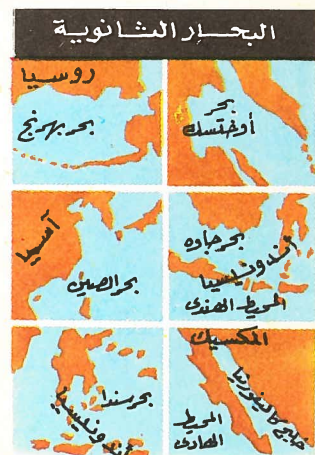 البحار الثانوية
بحر
أوختسك
روسيا
بحر بهرنج
بحر جاوه
أندونيسيا
المحيط الهندى
آسيا
بحر الصين
المكسيك
خليج كاليفورنيا
المحيط
الهادى
بحر سندا
أندونيسيا